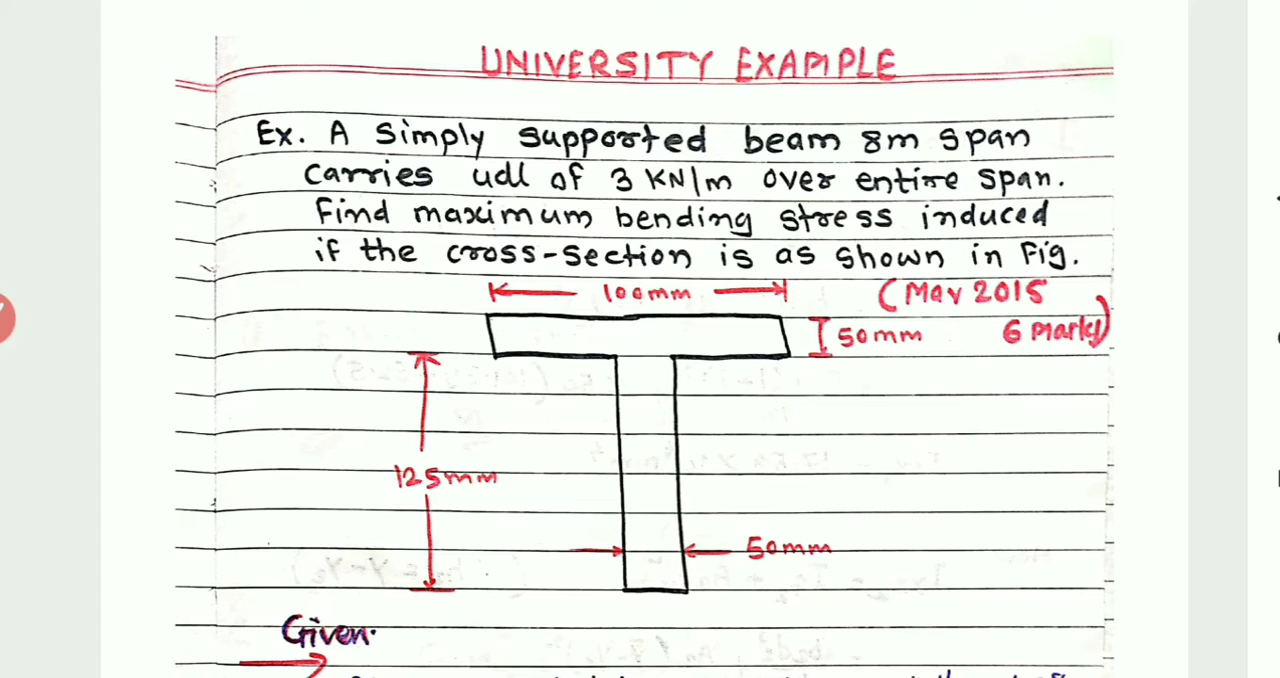 UNIVERSITY EXAMPLE
Ex. A Simply supported beam 8m span
carries udl of 3 KN/m over entire span.
Find maximum bending stress induced
if the cross-section is as shown in Fig.
100mm
(May 2015
50mm
6 Marks)
125mm
50mm
Given.